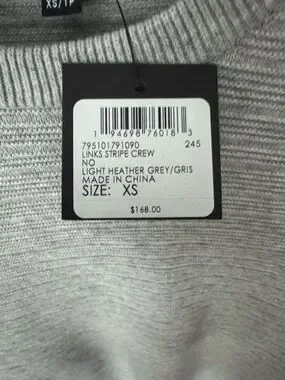 XS/TP
1 94698 76018 3
795101791090 245
LINKS STRIPE CREW
NO
LIGHT HEATHER GREY/GRIS
MADE IN CHINA
SIZE: XS
$168.00